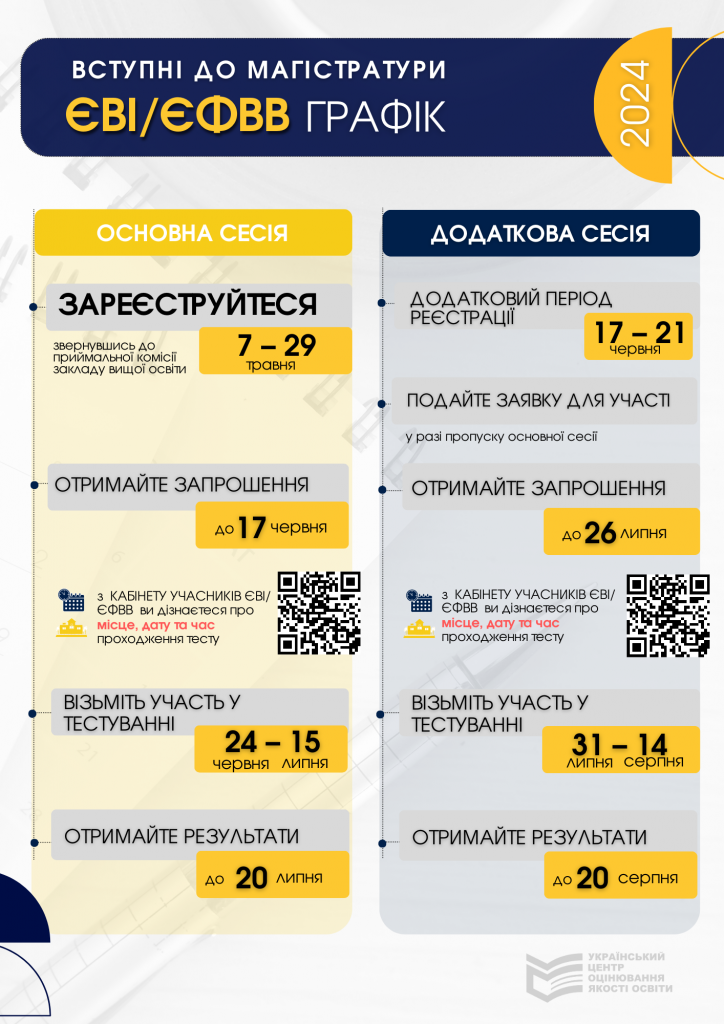 ВСТУПНІ ДО МАГІСТРАТУРИ
ЄВІ/ЄФВВ ГРАФІК
2024
ОСНОВНА СЕСІЯ
ЗАРЕЄСТРУЙТЕСЯ
звернувшись до
приймальної комісії
закладу вищої освіти
7 – 29
травня
ОТРИМАЙТЕ ЗАПРОШЕННЯ
до 17 червня
з КАБІНЕТУ УЧАСНИКІВ ЄВІ/
ЄФВВ ви дізнаєтеся про
місце, дату та час
проходження тесту
ВІЗЬМІТЬ УЧАСТЬ У
ТЕСТУВАННІ
24 – 15
червня липня
ОТРИМАЙТЕ РЕЗУЛЬТАТИ
до 20 липня
ДОДАТКОВА СЕСІЯ
ДОДАТКОВИЙ ПЕРІОД
РЕЄСТРАЦІЇ
17 – 21
червня
ПОДАЙТЕ ЗАЯВКУ ДЛЯ УЧАСТІ
у разі пропуску основної сесії
ОТРИМАЙТЕ ЗАПРОШЕННЯ
до 26 липня
з КАБІНЕТУ УЧАСНИКІВ ЄВІ/
ЄФВВ ви дізнаєтеся про
місце, дату та час
проходження тесту
ВІЗЬМІТЬ УЧАСТЬ У
ТЕСТУВАННІ
31 – 14
липня серпня
ОТРИМАЙТЕ РЕЗУЛЬТАТИ
до 20 серпня
УКРАЇНСЬКИЙ
ЦЕНТР
ОЦІНЮВАННЯ
ЯКОСТІ ОСВІТИ